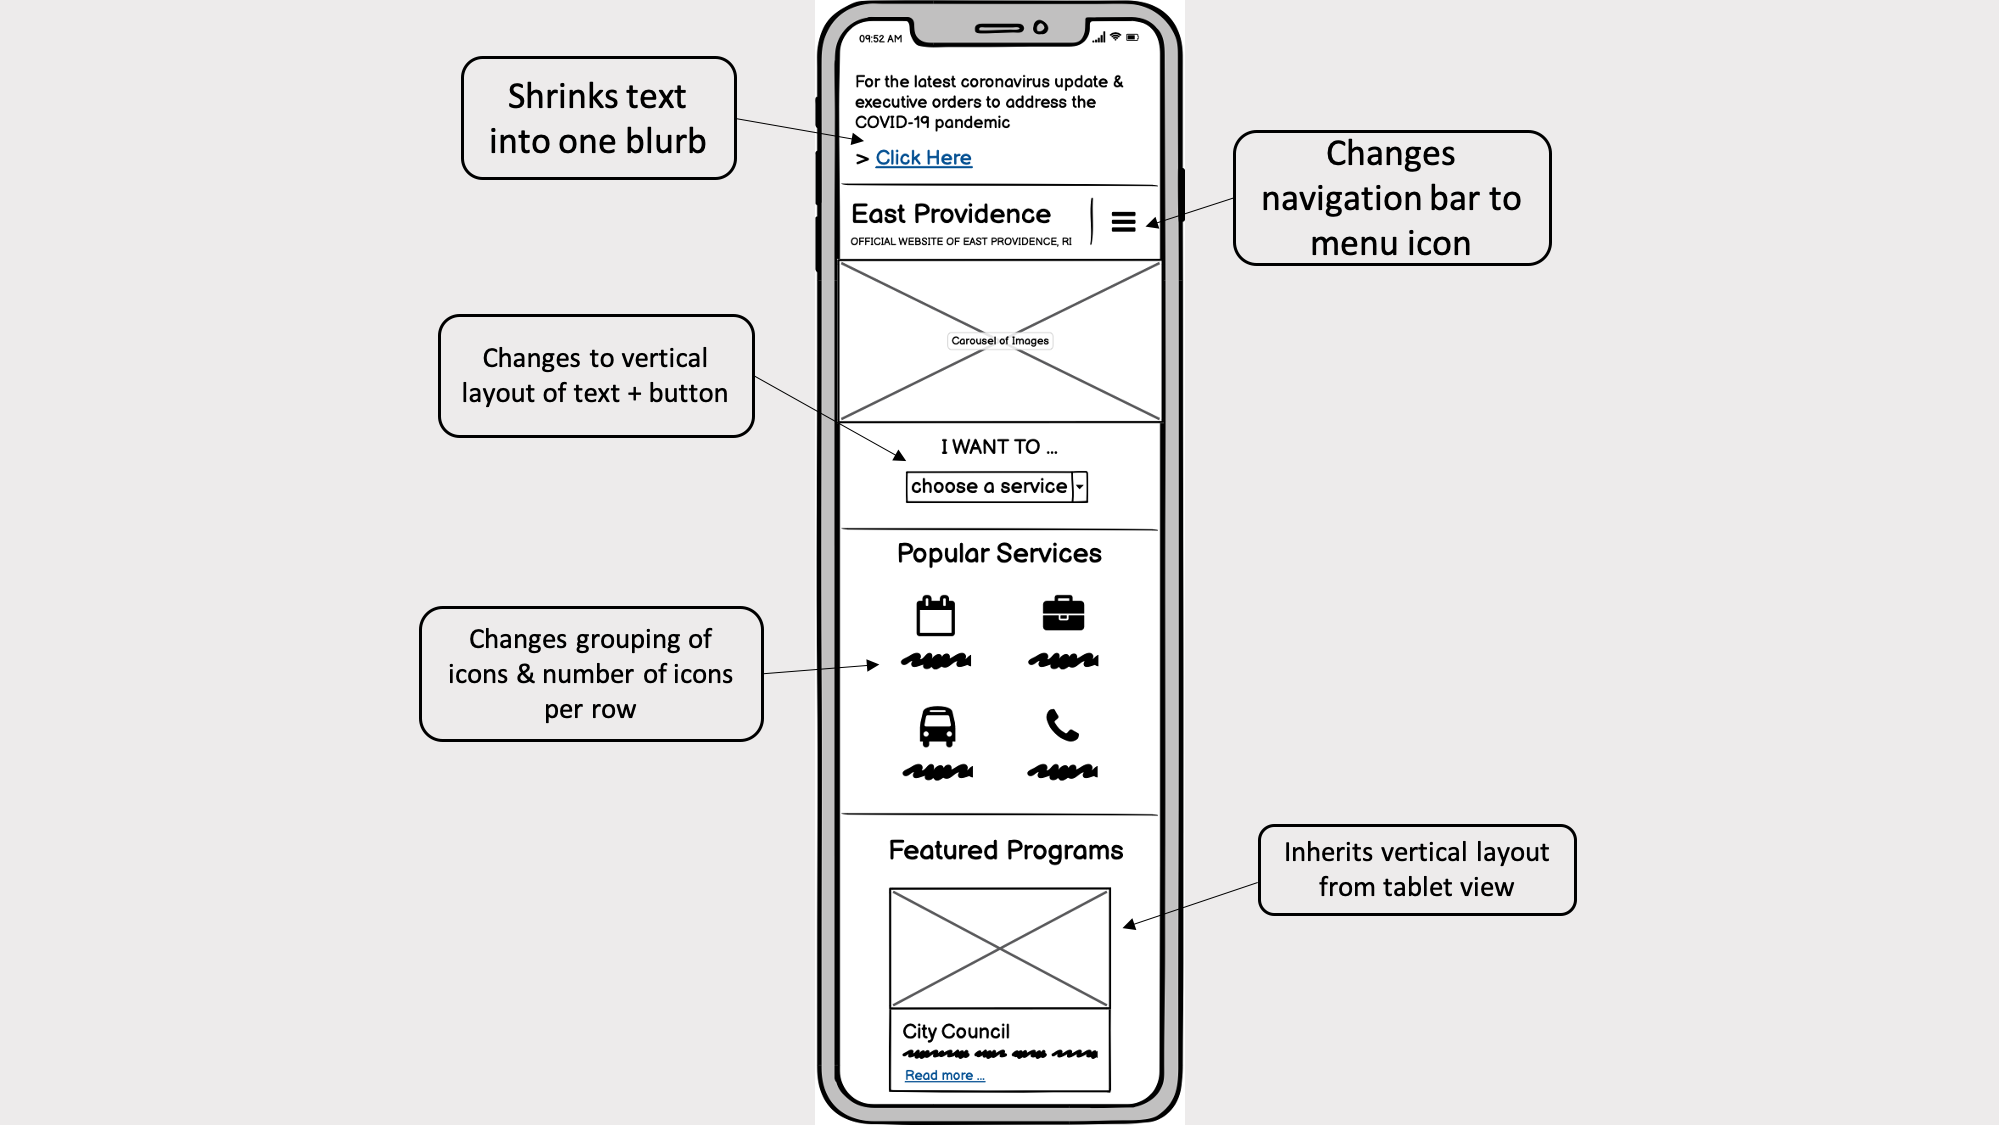 09:52 AM
Shrinks text
into one blurb
For the latest coronavirus update &
executive orders to address the
COVID-19 pandemic
> Click Here
Changes
navigation bar to
menu icon
East Providence
OFFICIAL WEBSITE OF EAST PROVIDENCE, RI
Carousel of Images
Changes to vertical
layout of text + button
I WANT TO ...
choose a service
Popular Services
Changes grouping of
icons & number of icons
per row
Featured Programs
Inherits vertical layout
from tablet view
City Council
Read more ...